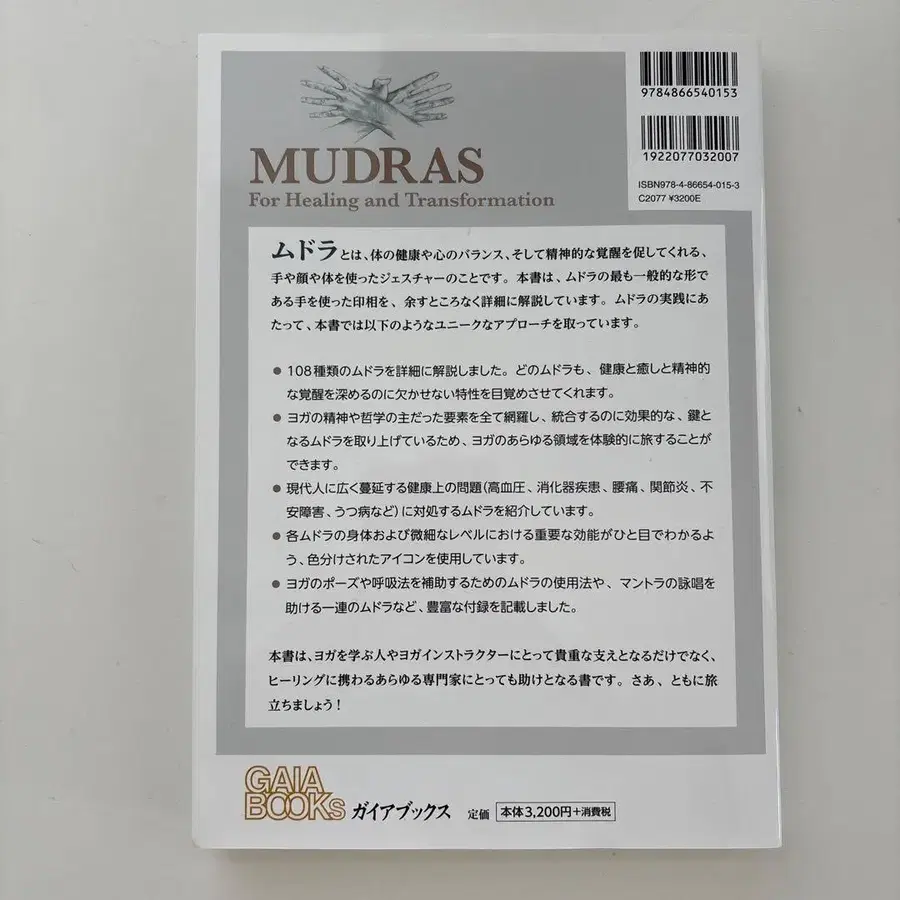 9784866540153
1922077032007
ISBN978-4-86654-015-3
C2077 ¥3200E
MUDRAS
For Healing and Transformation
ムドラとは、体の健康や心のバランス、そして精神的な覚醒を促してくれる、
手や顔や体を使ったジェスチャーのことです。本書は、ムドラの最も一般的な形で
ある手を使った印相を、余すところなく詳細に解説しています。ムドラの実践にあ
たって、本書では以下のようなユニークなアプローチを取っています。
● 108種類のムドラを詳細に解説しました。どのムドラも、健康と癒しと精神的
な覚醒を深めるのに欠かせない特性を目覚めさせてくれます。
● ヨガの精神や哲学の主だった要素を全て網羅し、統合するのに効果的な、鍵と
なるムドラを取り上げているため、ヨガのあらゆる領域を体験的に旅することが
できます。
● 現代人に広く蔓延する健康上の問題(高血圧、消化器疾患、腰痛、関節炎、不
安障害、うつ病など)に対処するムドラを紹介しています。
● 各ムドラの身体および微細なレベルにおける重要な効能がひと目でわかるよ
う、色分けされたアイコンを使用しています。
● ヨガのポーズや呼吸法を補助するためのムドラの使用法や、マントラの詠唱を
助ける一連のムドラなど、豊富な付録を記載しました。
本書は、ヨガを学ぶ人やヨガインストラクターにとって貴重な支えとなるだけでなく、
ヒーリングに携わるあらゆる専門家にとっても助けとなる書です。さあ、ともに旅
立ちましょう!
GAIA
BOOKs ガイアブックス 定価 本体3,200円+消費税